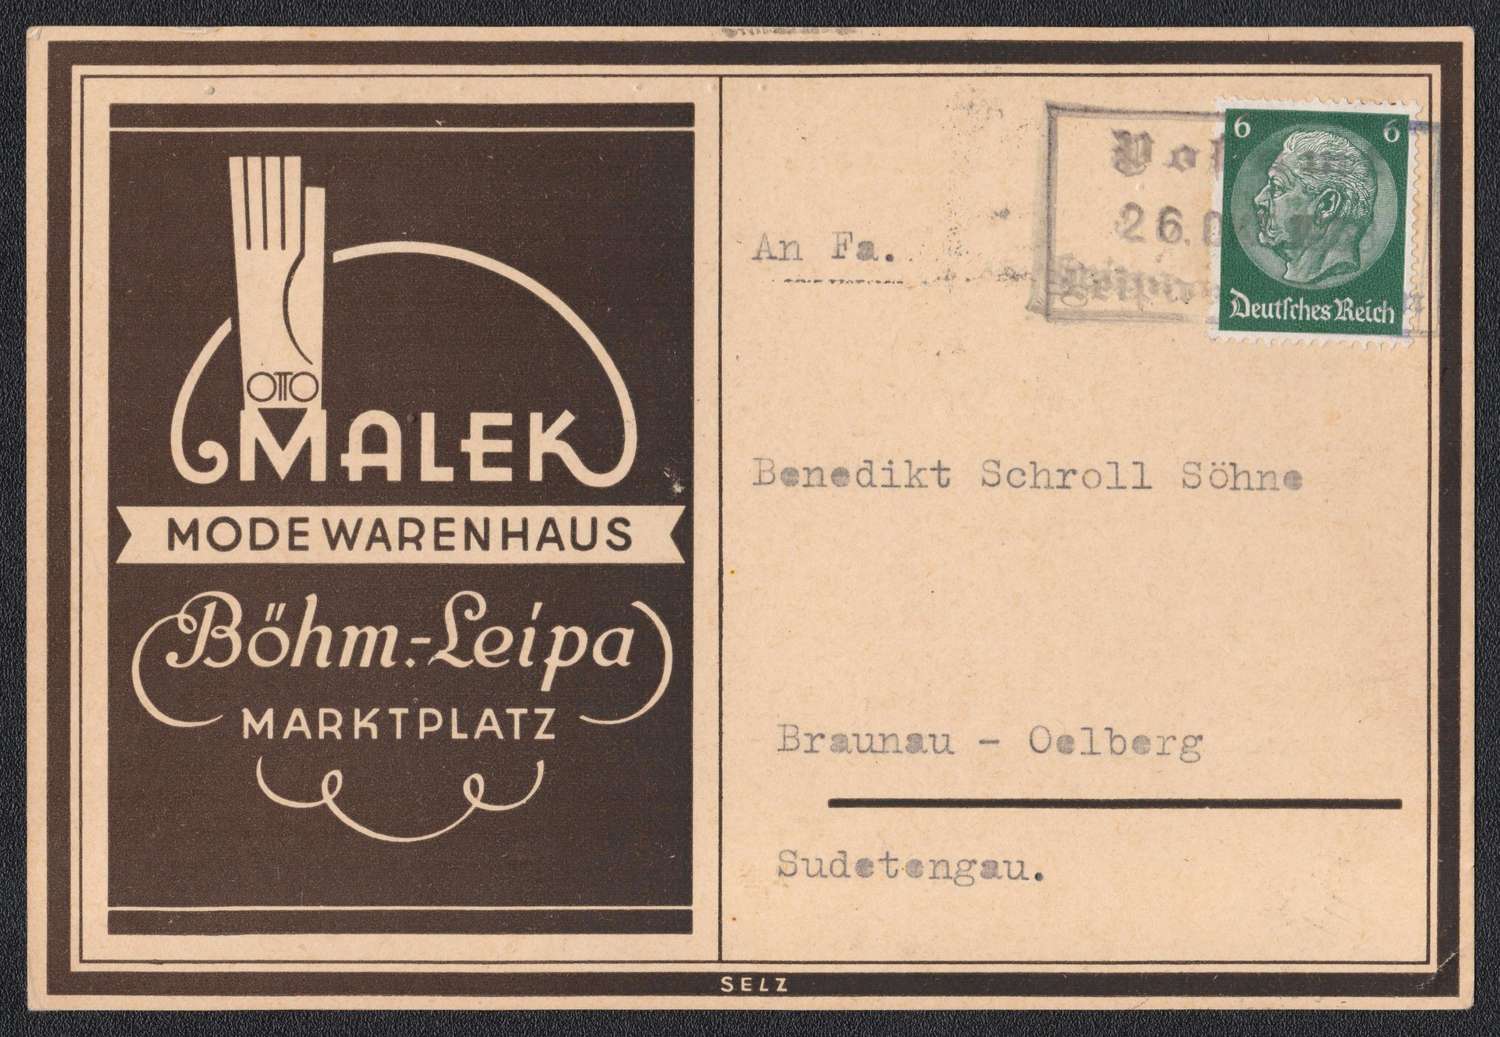 OTTO
MALEK
MODEWARENHAUS
Böhm.-Leipa
MARKTPLATZ
An Fa.
Benedikt Schroll Söhne
Braunau - Oelberg
Sudetengau.
6 6
Deutsches Reich
26.
SELZ